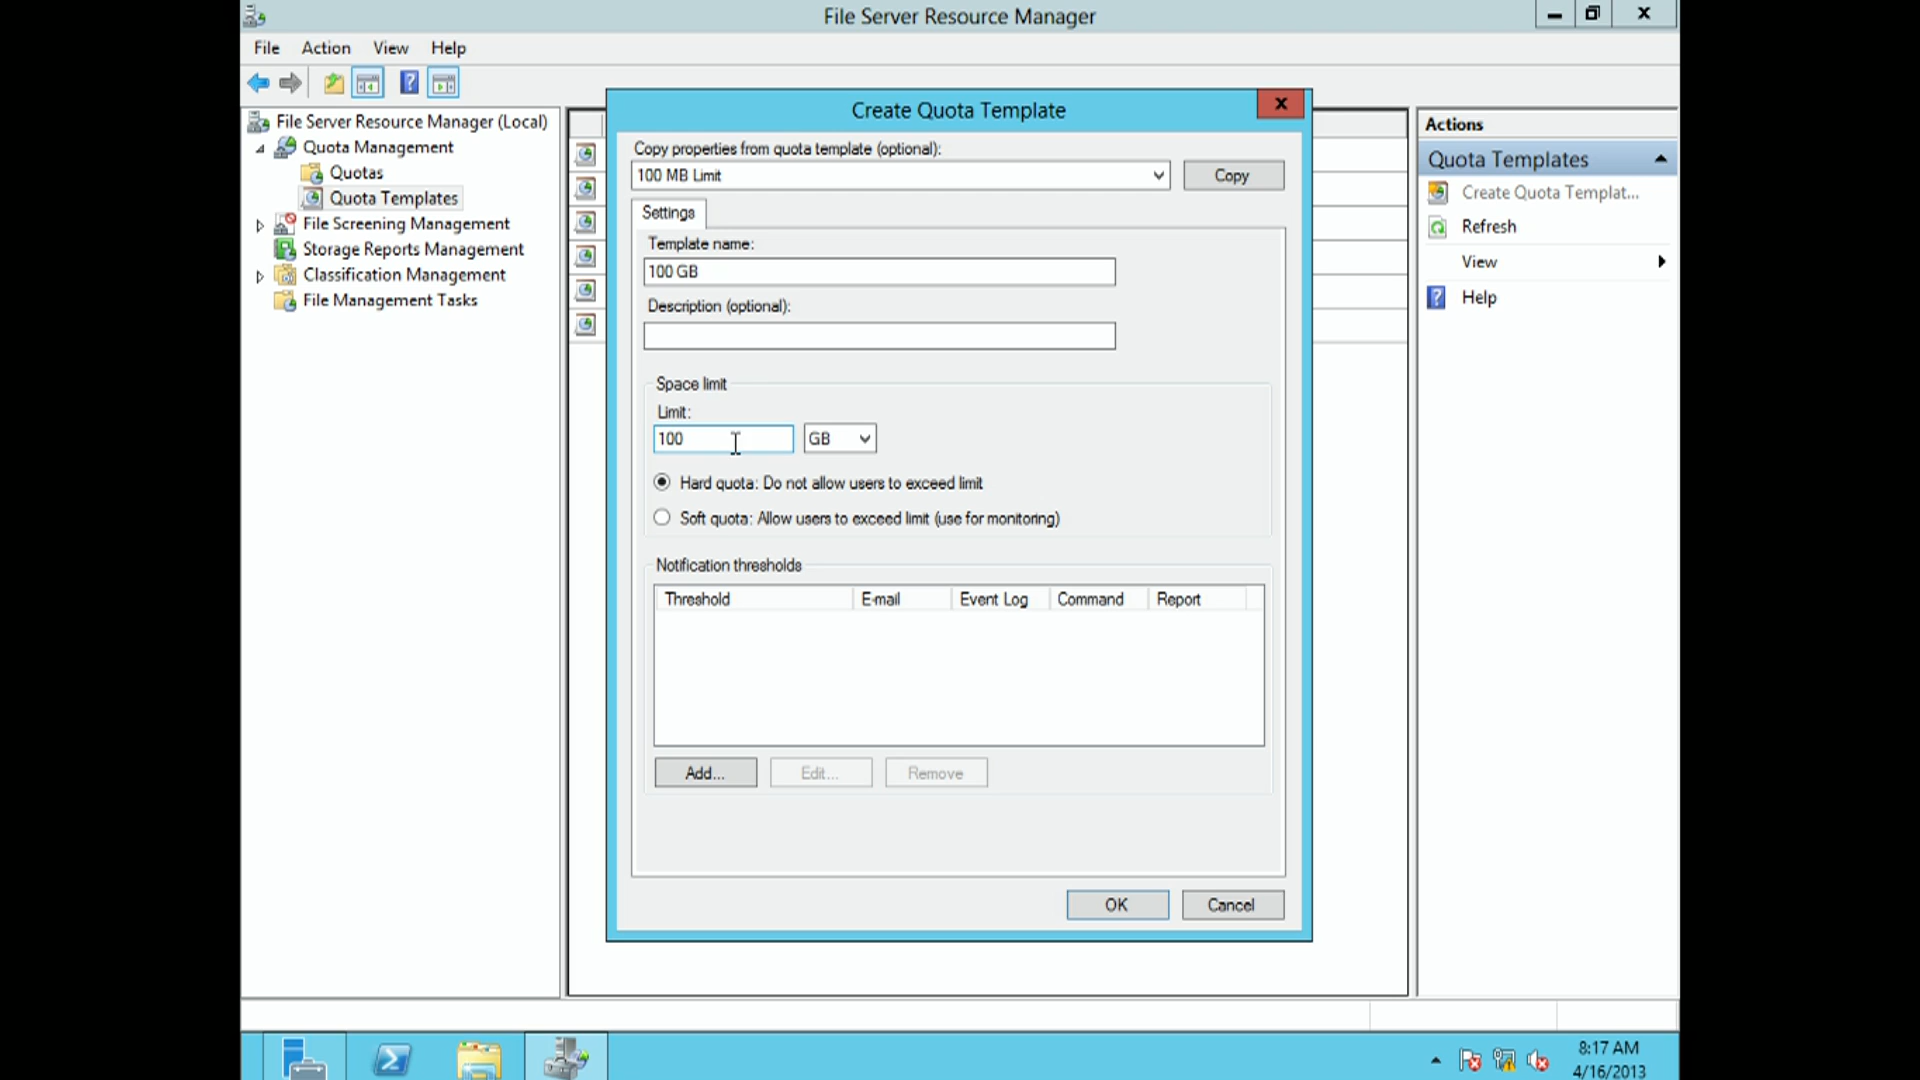 File Server Resource Manager
File Action View Help
File Server Resource Manager (Local)
Quota Management
Quotas
Quota Templates
File Screening Management
Storage Reports Management
Classification Management
File Management Tasks
Create Quota Template
x
Copy properties from quota template (optional):
100 MB Limit
Copy
Settings
Template name:
100 GB
Description (optional):
Space limit
Limit:
100 GB
Hard quota: Do not allow users to exceed limit
Soft quota: Allow users to exceed limit (use for monitoring)
Notification thresholds
Threshold E-mail Event Log Command Report
Add... Edit... Remove
OK Cancel
Actions
Quota Templates
Create Quota Templat...
Refresh
View
Help
8:17 AM
4/16/2013